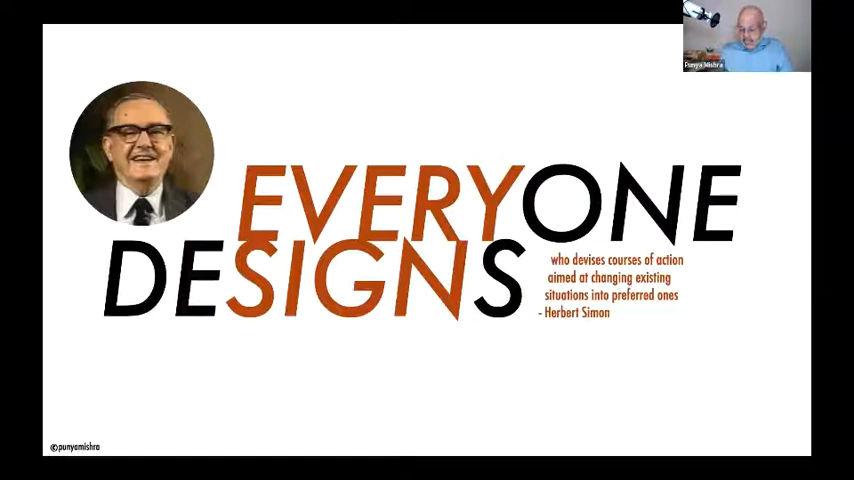 Punya Mishra
EVERYONE
DESIGNS
who devises courses of action
aimed at changing existing
situations into preferred ones
- Herbert Simon
©punyamishra